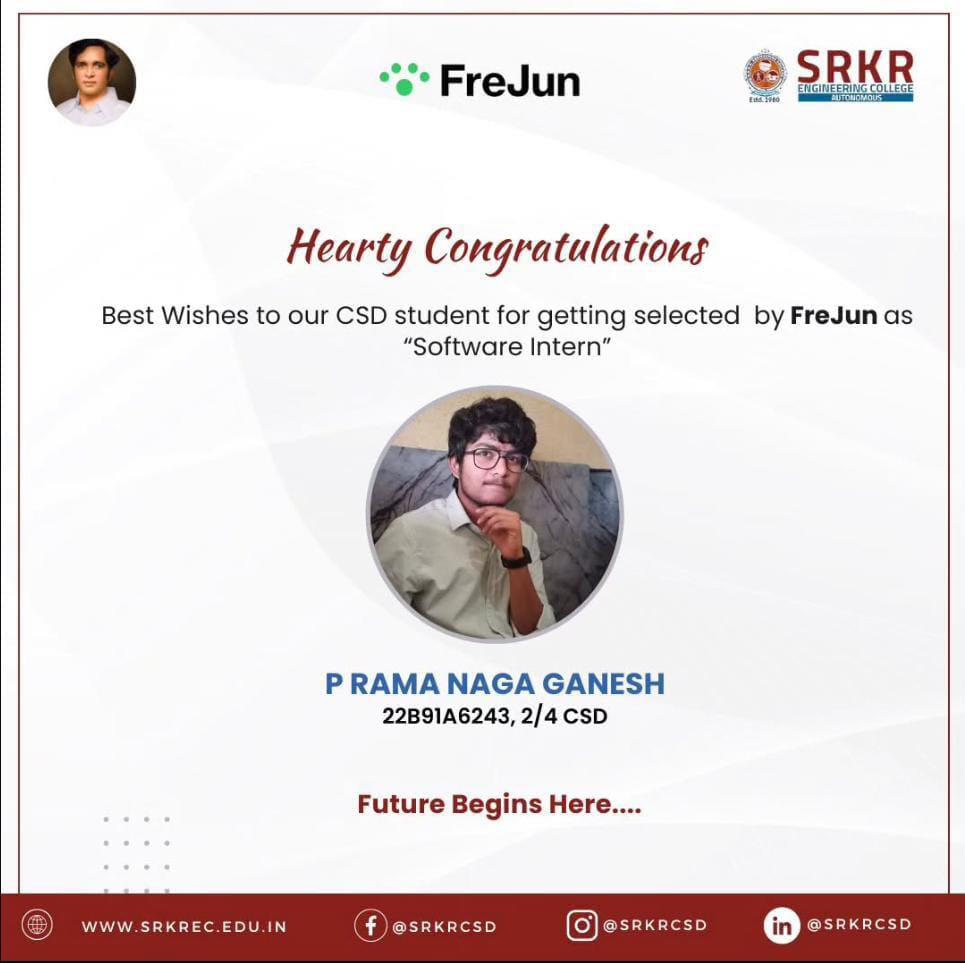 FreJun
SRKR
ENGINEERING COLLEGE
AUTONOMOUS
Estd. 1980
Hearty Congratulations
Best Wishes to our CSD student for getting selected by FreJun as
“Software Intern”
P RAMA NAGA GANESH
22B91A6243, 2/4 CSD
Future Begins Here....
WWW.SRKREC.EDU.IN
@SRKRCSD
@SRKRCSD
in @SRKRCSD